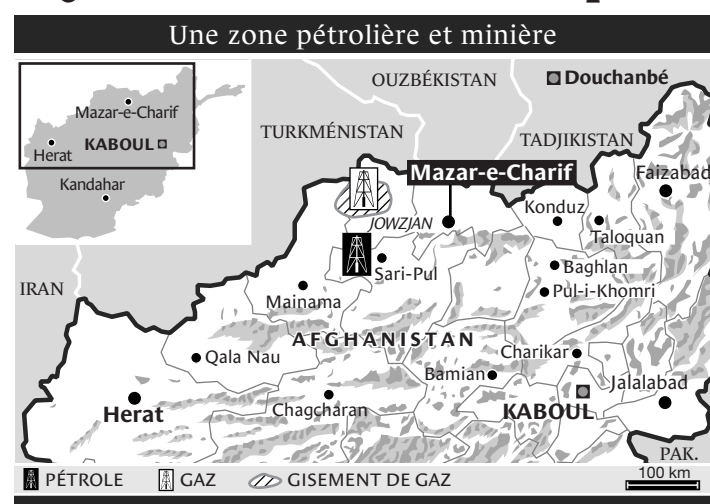 Une zone pétrolière et minière
OUZBÉKISTAN
Douchanbé
Mazar-e-Charif
TURKMÉNISTAN
TADJIKISTAN
KABOUL
Herat
Mazar-e-Charif
Faizabad
Kandahar
Konduz
JOWZJAN
Taloquan
Sari-Pul
Baghlan
IRAN
Mainama
Pul-i-Khomri
AFGHANISTAN
Qala Nau
Charikar
Bamian
Jalalabad
Herat
Chagcharan
KABOUL
PAK.
PÉTROLE GAZ GISEMENT DE GAZ 100 km